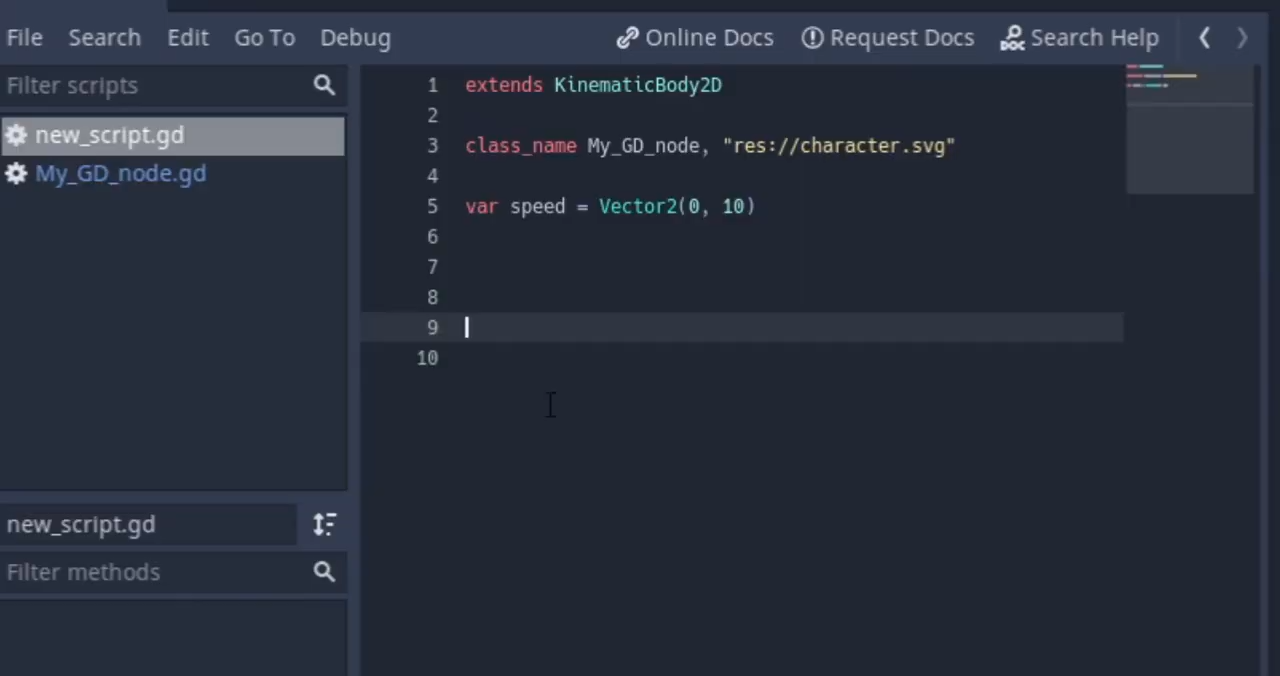 File Search Edit Go To Debug Online Docs Request Docs Search Help
Filter scripts
new_script.gd
My_GD_node.gd
new_script.gd
Filter methods
1 extends KinematicBody2D
2
3 class_name My_GD_node, "res://character.svg"
4
5 var speed = Vector2(0, 10)
6
7
8
9
10